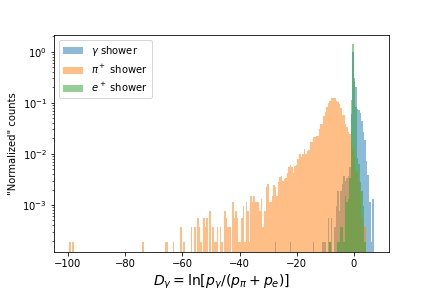 γ shower
π⁺ shower
e⁺ shower
"Normalized" counts
10⁰
10⁻¹
10⁻²
10⁻³
−100 −80 −60 −40 −20 0
D_γ = ln[p_γ/(p_π + p_e)]